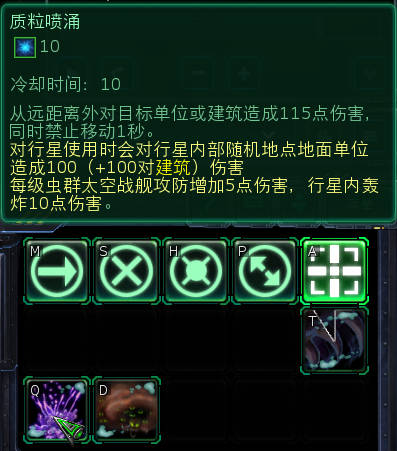 质粒喷涌
10
冷却时间: 10
从远距离外对目标单位或建筑造成115点伤害,
同时禁止移动1秒。
对行星使用时会对行星内部随机地点地面单位
造成100（+100对建筑）伤害
每级虫群太空战舰攻防增加5点伤害, 行星内轰
炸10点伤害。
M S H P A
T
Q D